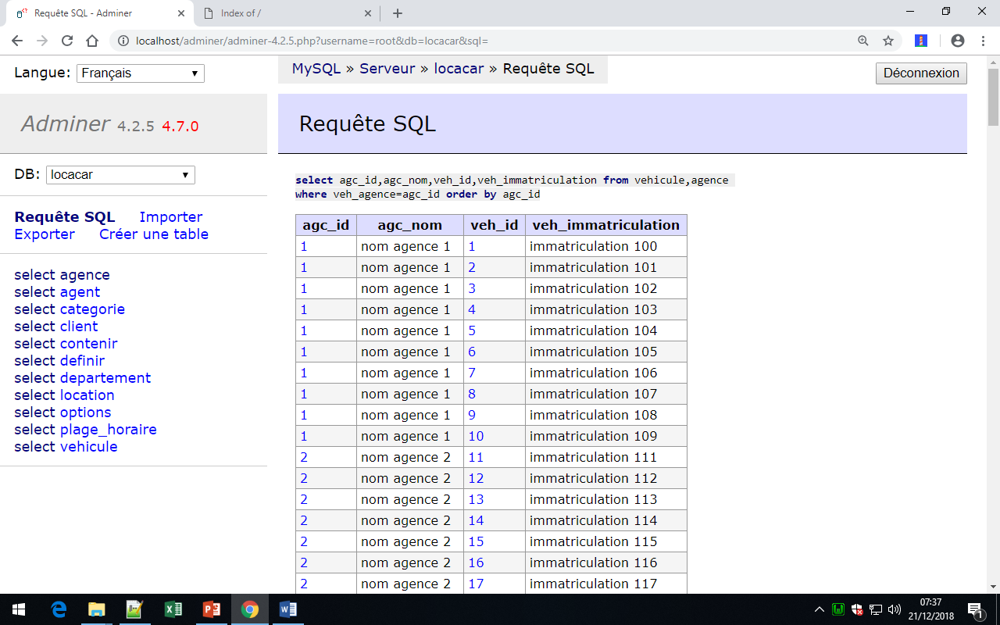 Requête SQL - Adminer
Index of /
localhost/adminer/adminer-4.2.5.php?username=root&db=locacar&sql=
Langue: Français
MySQL » Serveur » locacar » Requête SQL
Déconnexion
Adminer 4.2.5 4.7.0
Requête SQL
DB: locacar
Requête SQL Importer
Exporter Créer une table
select agence
select agent
select categorie
select client
select contenir
select definir
select departement
select location
select options
select plage_horaire
select vehicule
select agc_id,agc_nom,veh_id,veh_immatriculation from vehicule,agence
where veh_agence=agc_id order by agc_id
agc_id agc_nom veh_id veh_immatriculation
1 nom agence 1 1 immatriculation 100
1 nom agence 1 2 immatriculation 101
1 nom agence 1 3 immatriculation 102
1 nom agence 1 4 immatriculation 103
1 nom agence 1 5 immatriculation 104
1 nom agence 1 6 immatriculation 105
1 nom agence 1 7 immatriculation 106
1 nom agence 1 8 immatriculation 107
1 nom agence 1 9 immatriculation 108
1 nom agence 1 10 immatriculation 109
2 nom agence 2 11 immatriculation 111
2 nom agence 2 12 immatriculation 112
2 nom agence 2 13 immatriculation 113
2 nom agence 2 14 immatriculation 114
2 nom agence 2 15 immatriculation 115
2 nom agence 2 16 immatriculation 116
2 nom agence 2 17 immatriculation 117
07:37
21/12/2018
1